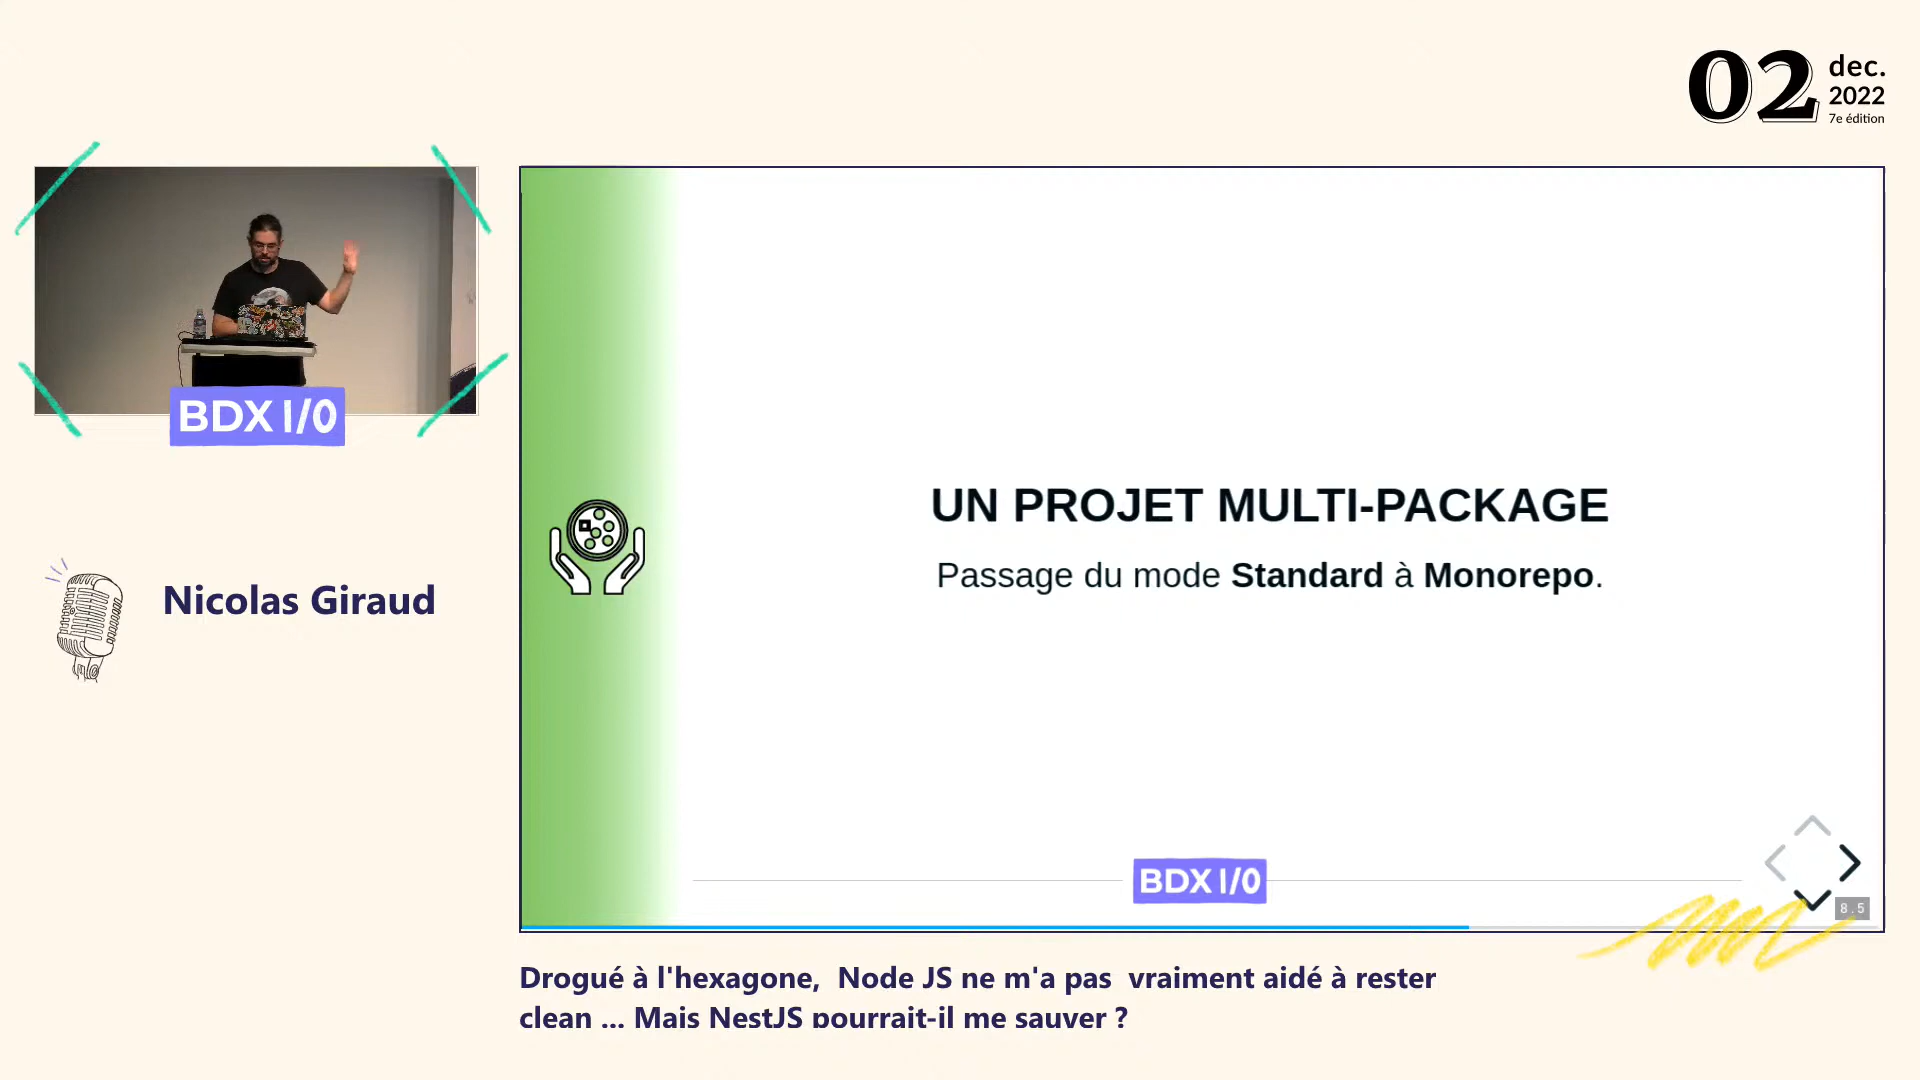 02
dec.
2022
7e édition
BDX I/O
Nicolas Giraud
UN PROJET MULTI-PACKAGE
Passage du mode Standard à Monorepo.
BDX I/O
8.5
Drogué à l'hexagone,  Node JS ne m'a pas  vraiment aidé à rester
clean ... Mais NestJS pourrait-il me sauver ?